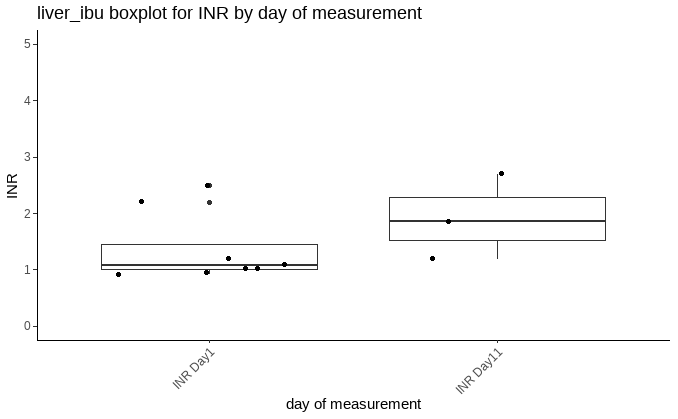 liver_ibu boxplot for INR by day of measurement
5
4
3
2
1
0
INR
INR Day1
INR Day11
day of measurement